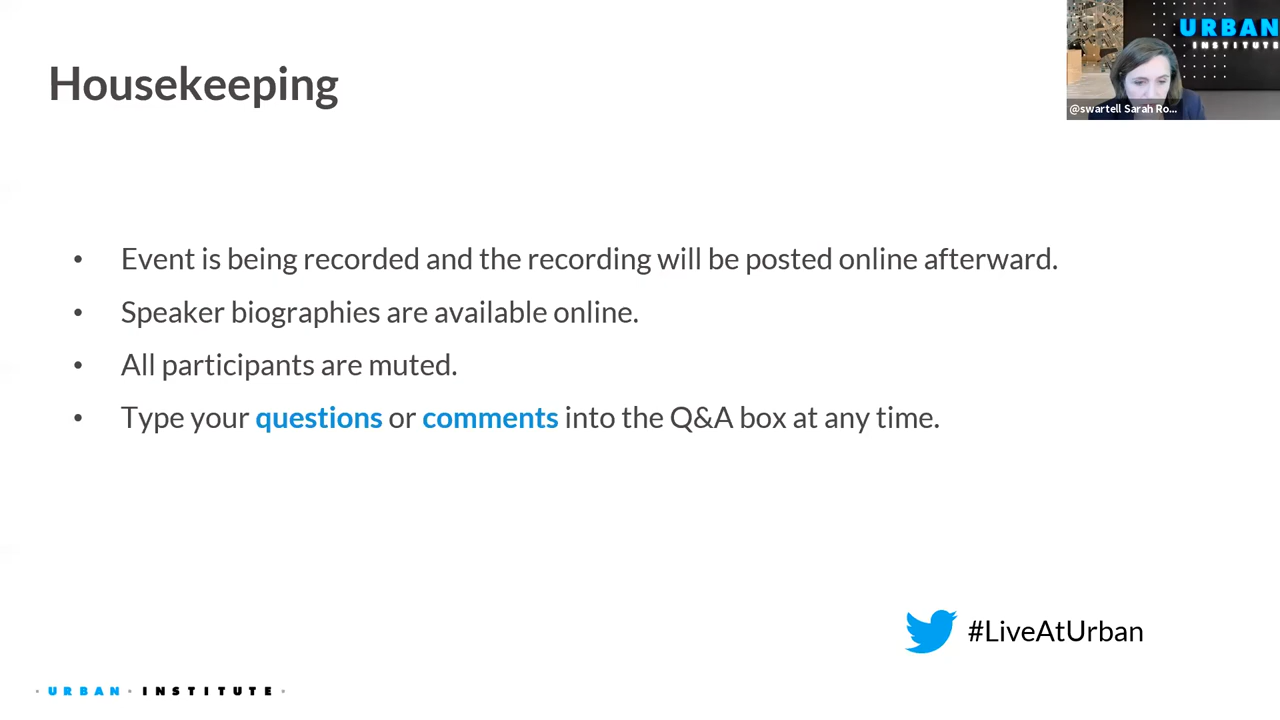 Housekeeping
URBAN
INSTITUTE
@swartell Sarah Ro...
• Event is being recorded and the recording will be posted online afterward.
• Speaker biographies are available online.
• All participants are muted.
• Type your questions or comments into the Q&A box at any time.
#LiveAtUrban
· URBAN · INSTITUTE ·